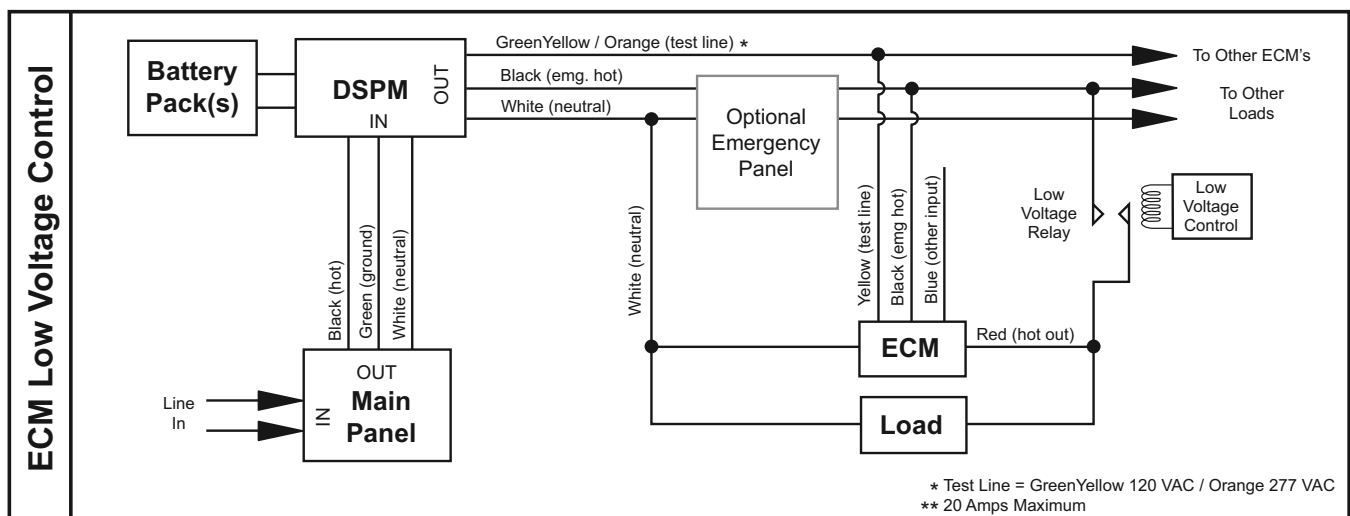 ECM Low Voltage Control
Battery
Pack(s)
DSPM
OUT
IN
GreenYellow / Orange (test line) *
Black (emg. hot)
White (neutral)
Optional
Emergency
Panel
To Other ECM's
To Other
Loads
Low
Voltage
Relay
Low
Voltage
Control
Black (hot)
Green (ground)
White (neutral)
White (neutral)
Yellow (test line)
Black (emg hot)
Blue (other input)
ECM
Red (hot out)
Line
In
OUT
IN
Main
Panel
Load
* Test Line = GreenYellow 120 VAC / Orange 277 VAC
** 20 Amps Maximum